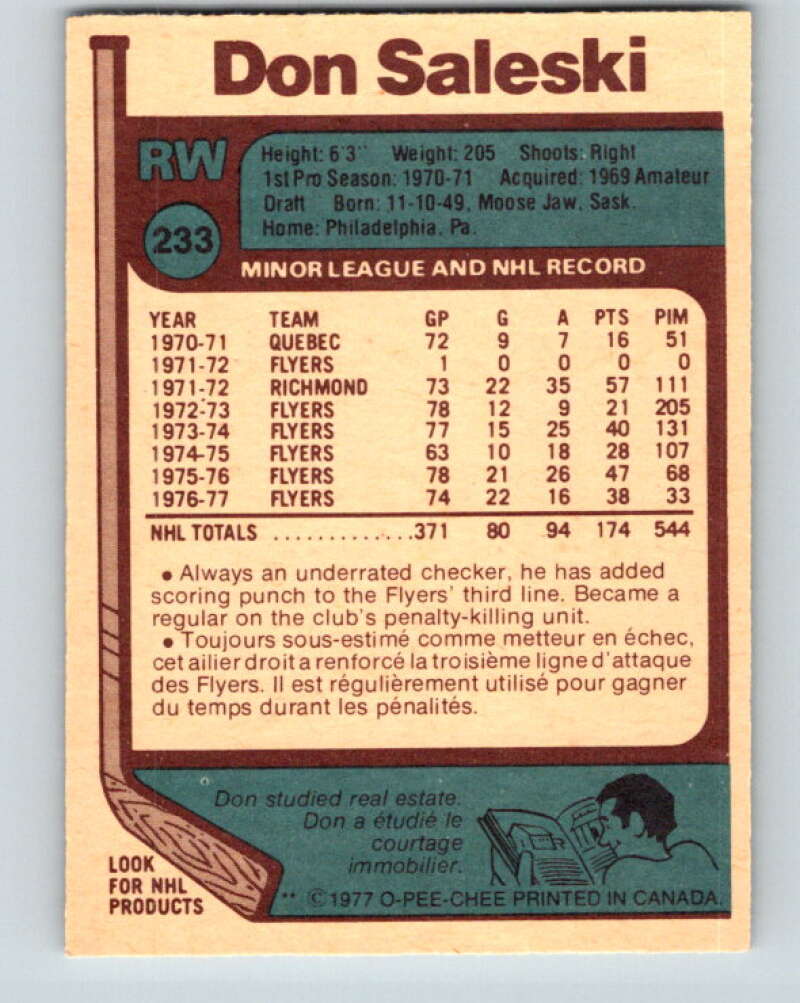 Don Saleski
RW
Height: 6'3" Weight: 205 Shoots: Right
1st Pro Season: 1970-71 Acquired: 1969 Amateur
Draft Born: 11-10-49, Moose Jaw, Sask.
Home: Philadelphia, Pa.
233
MINOR LEAGUE AND NHL RECORD
YEAR TEAM GP G A PTS PIM
1970-71 QUEBEC 72 9 7 16 51
1971-72 FLYERS 1 0 0 0 0
1971-72 RICHMOND 73 22 35 57 111
1972-73 FLYERS 78 12 9 21 205
1973-74 FLYERS 77 15 25 40 131
1974-75 FLYERS 63 10 18 28 107
1975-76 FLYERS 78 21 26 47 68
1976-77 FLYERS 74 22 16 38 33
NHL TOTALS .............371 80 94 174 544
• Always an underrated checker, he has added
scoring punch to the Flyers' third line. Became a
regular on the club's penalty-killing unit.
• Toujours sous-estimé comme metteur en échec,
cet ailier droit a renforcé la troisième ligne d'attaque
des Flyers. Il est régulièrement utilisé pour gagner
du temps durant les pénalités.
Don studied real estate.
Don a étudié le
courtage
immobilier.
LOOK
FOR NHL
PRODUCTS
** ©1977 O-PEE-CHEE PRINTED IN CANADA.